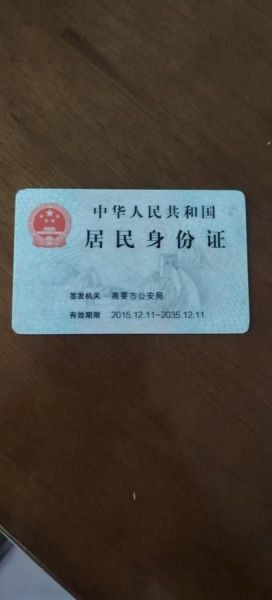 中华人民共和国
居民身份证
签发机关 高要市公安局
有效期限 2015.12.11-2035.12.11